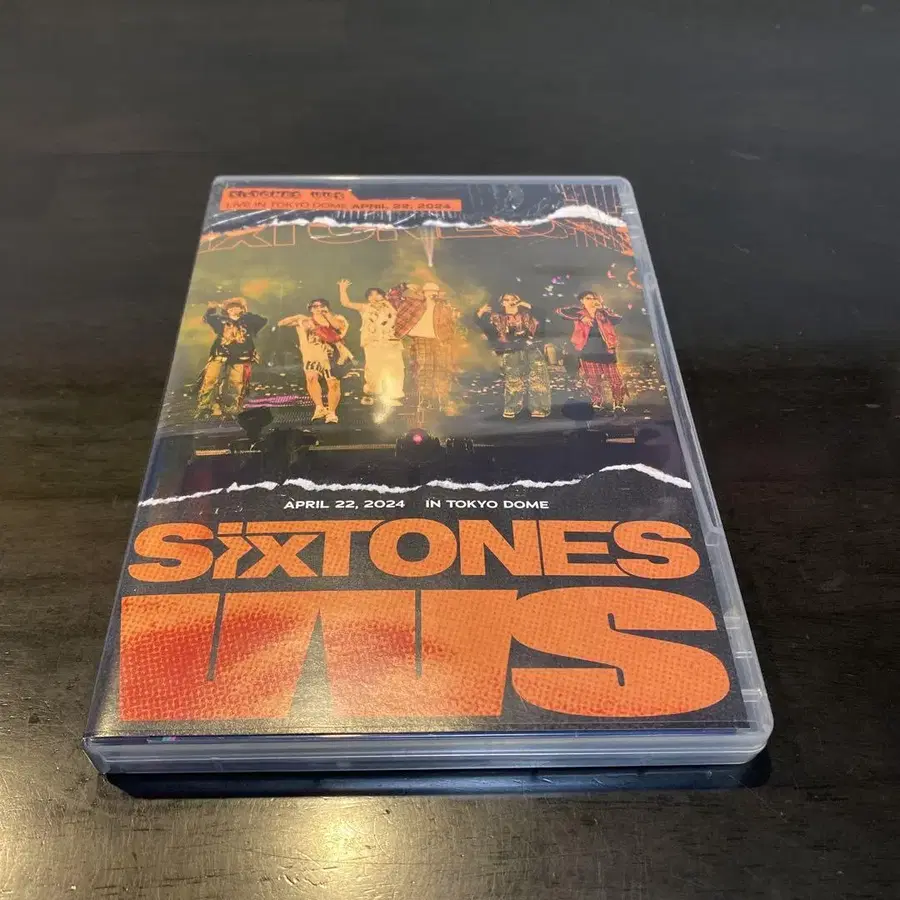 LIVE IN TOKYO DOME APRIL 22, 2024
APRIL 22, 2024 IN TOKYO DOME
SixTONES
VVS